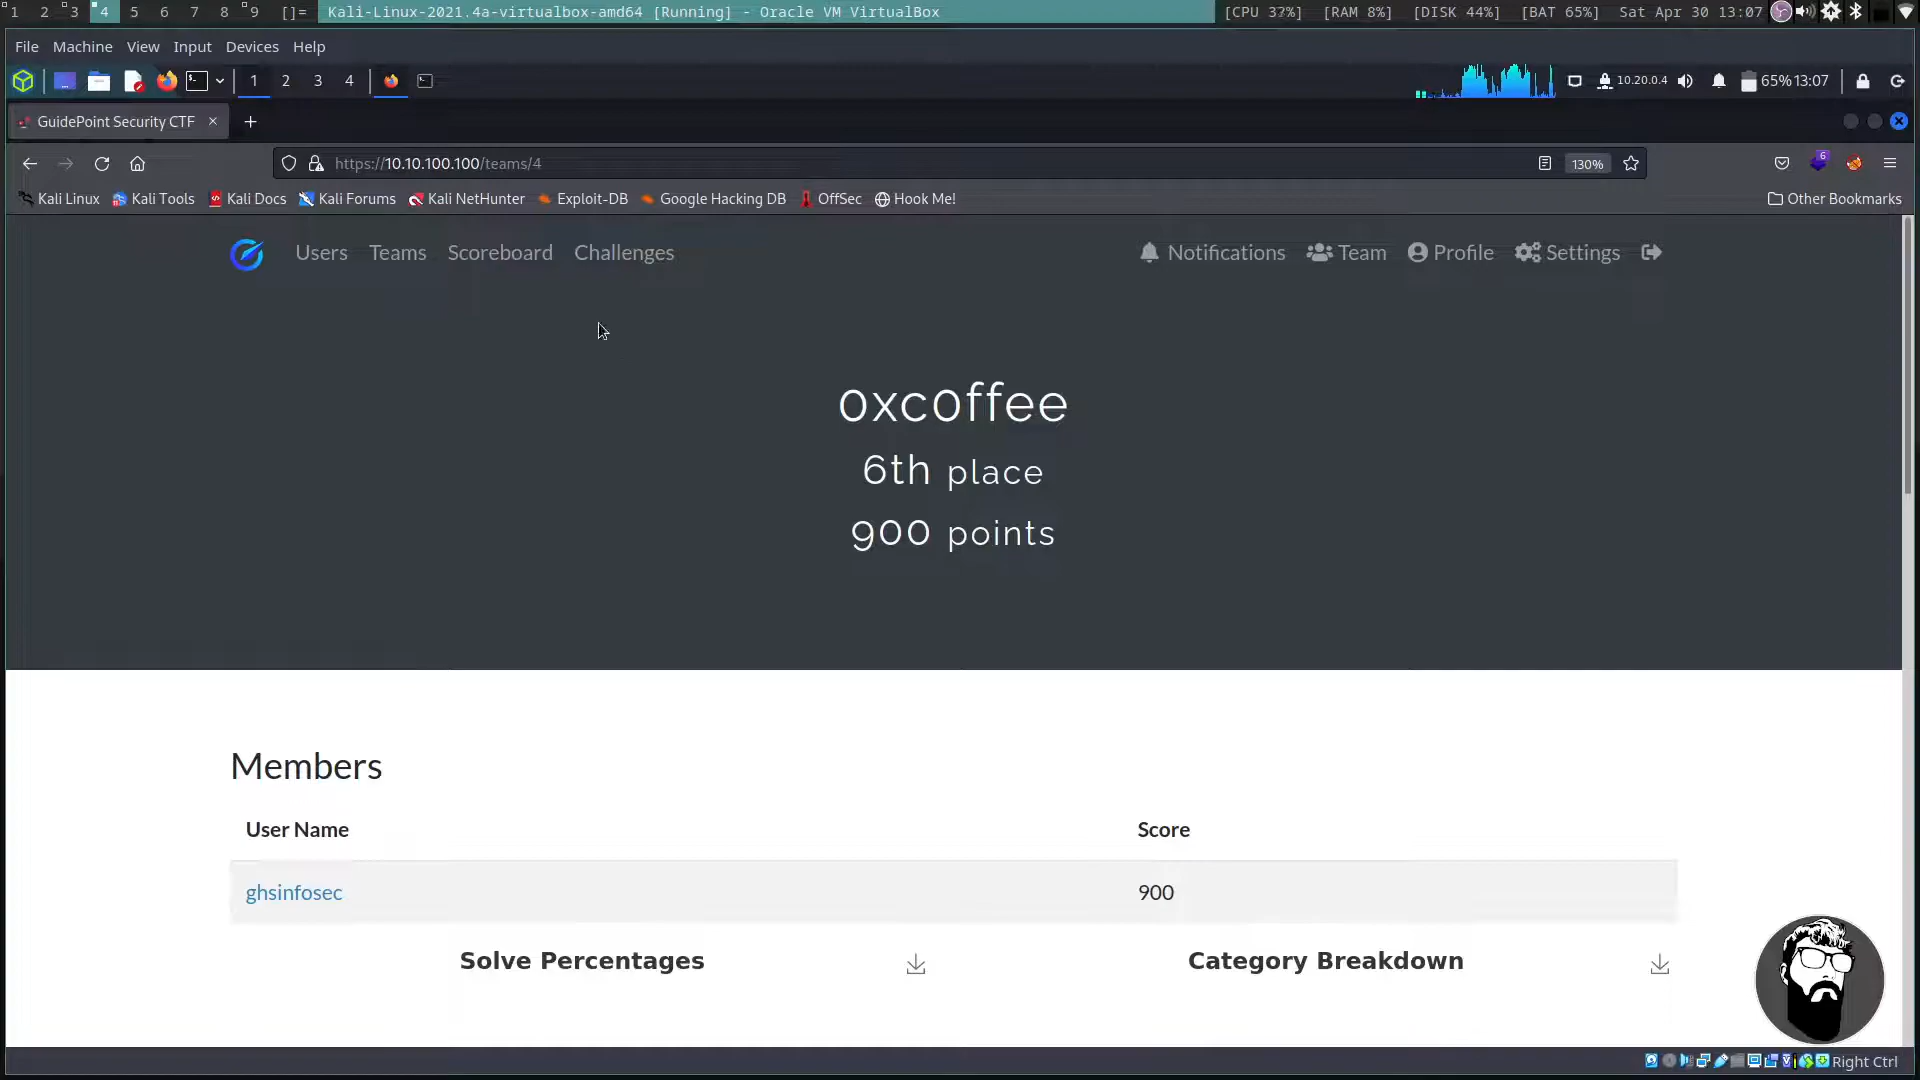 1 2 3 4 5 6 7 8 9 []= Kali-Linux-2021.4a-virtualbox-amd64 [Running] - Oracle VM VirtualBox [CPU 37%] [RAM 8%] [DISK 44%] [BAT 65%] Sat Apr 30 13:07
File Machine View Input Devices Help
1 2 3 4 10.20.0.4 65% 13:07
GuidePoint Security CTF
https://10.10.100.100/teams/4 130% 6
Kali Linux Kali Tools Kali Docs Kali Forums Kali NetHunter Exploit-DB Google Hacking DB OffSec Hook Me! Other Bookmarks
Users Teams Scoreboard Challenges Notifications Team Profile Settings
0xc0ffee
6th place
900 points
Members
User Name Score
ghsinfosec 900
Solve Percentages Category Breakdown
Right Ctrl